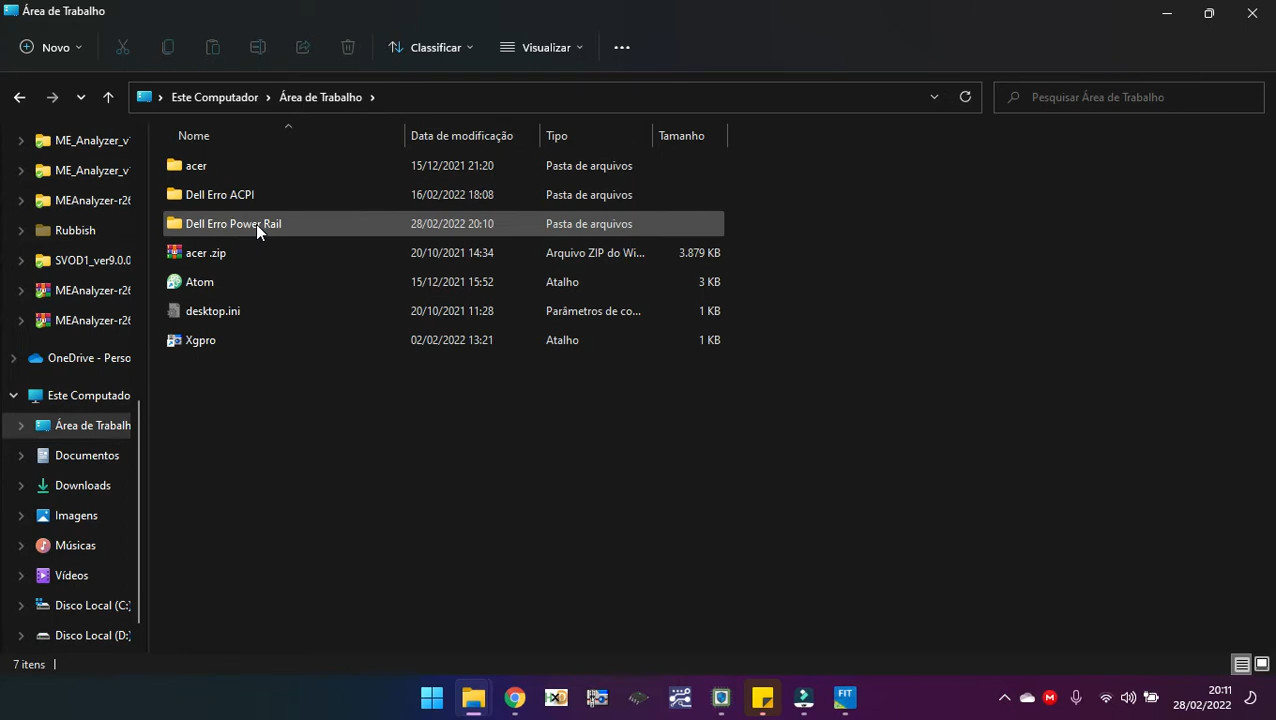 Área de Trabalho
Novo
Classificar
Visualizar
Este Computador
Área de Trabalho
Pesquisar Área de Trabalho
Nome
Data de modificação
Tipo
Tamanho
ME_Analyzer_v
ME_Analyzer_v
MEAnalyzer-r26
Rubbish
SVOD1_ver9.0.0
MEAnalyzer-r26
MEAnalyzer-r26
OneDrive - Perso
Este Computado
Área de Trabalh
Documentos
Downloads
Imagens
Músicas
Vídeos
Disco Local (C:)
Disco Local (D:)
acer 15/12/2021 21:20 Pasta de arquivos
Dell Erro ACPI 16/02/2022 18:08 Pasta de arquivos
Dell Erro Power Rail 28/02/2022 20:10 Pasta de arquivos
acer .zip 20/10/2021 14:34 Arquivo ZIP do Wi... 3.879 KB
Atom 15/12/2021 15:52 Atalho 3 KB
desktop.ini 20/10/2021 11:28 Parâmetros de co... 1 KB
Xgpro 02/02/2022 13:21 Atalho 1 KB
7 itens
FIT
20:11
28/02/2022